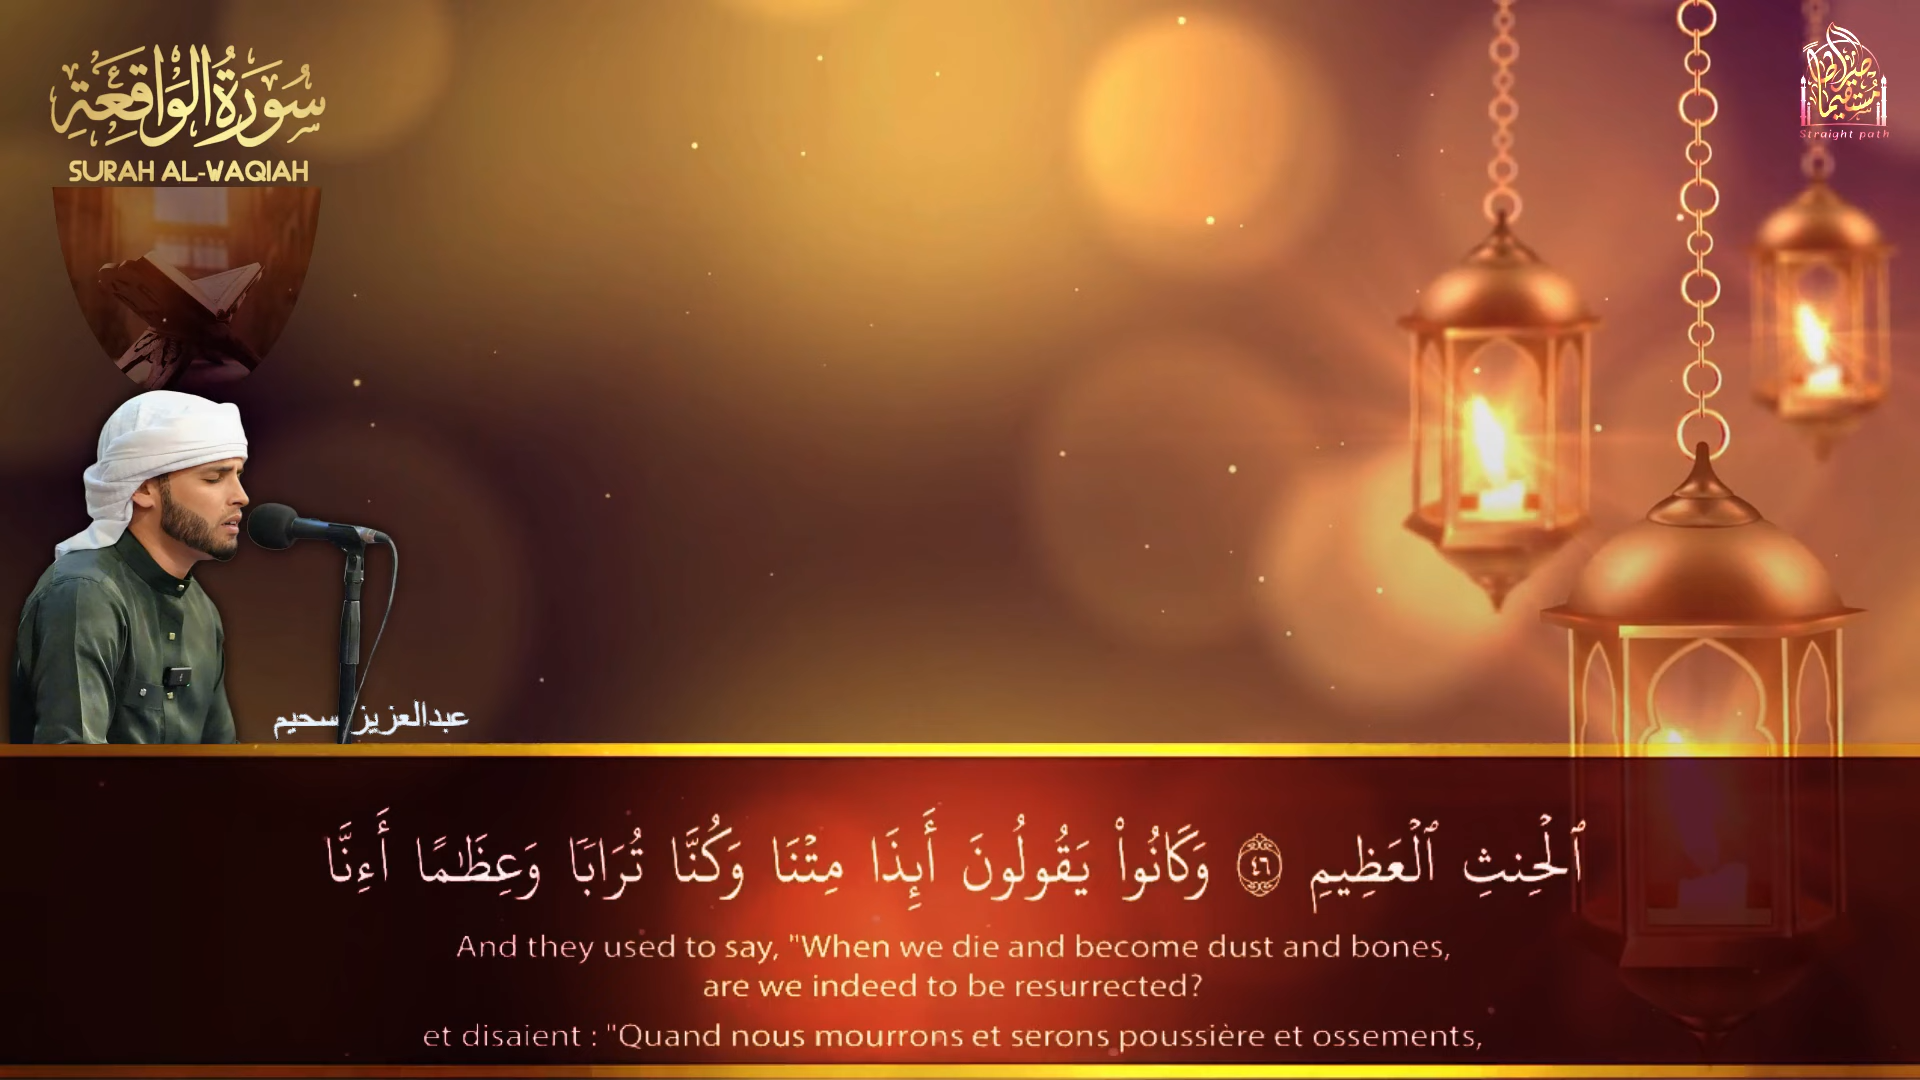 سُورَةُ الوَاقِعَةِ
SURAH AL-WAQIAH
صِرَاطًا
مُسْتَقِيمًا
Straight path
عبدالعزيز سحيم
ٱلْحِنثِ ٱلْعَظِيمِ ٤٦ وَكَانُوا۟ يَقُولُونَ أَئِذَا مِتْنَا وَكُنَّا تُرَابًا وَعِظَٰمًا أَءِنَّا
And they used to say, "When we die and become dust and bones,
are we indeed to be resurrected?
et disaient : "Quand nous mourrons et serons poussière et ossements,